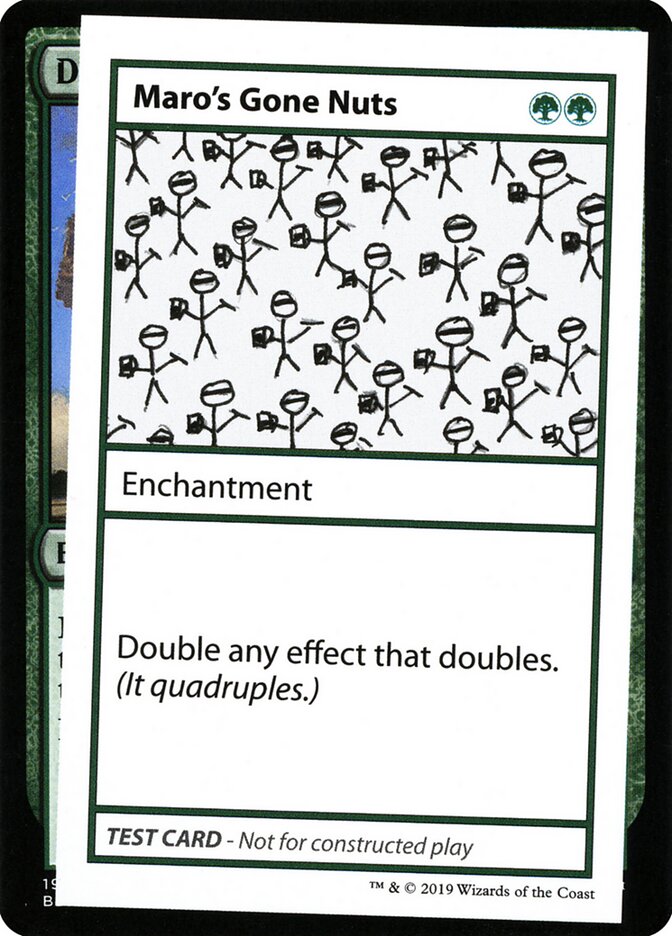 D
Maro's Gone Nuts
Enchantment
Double any effect that doubles.
(It quadruples.)
TEST CARD - Not for constructed play
™ & © 2019 Wizards of the Coast
19
B